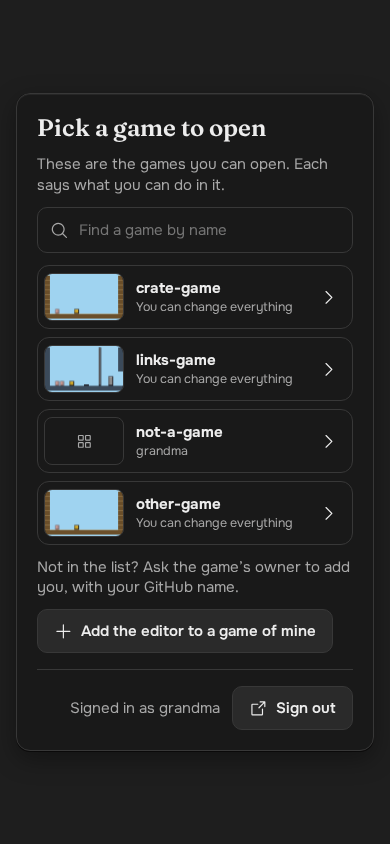 Pick a game to open
These are the games you can open. Each
says what you can do in it.
Find a game by name
crate-game
You can change everything
links-game
You can change everything
not-a-game
grandma
other-game
You can change everything
Not in the list? Ask the game’s owner to add
you, with your GitHub name.
Add the editor to a game of mine
Signed in as grandma
Sign out